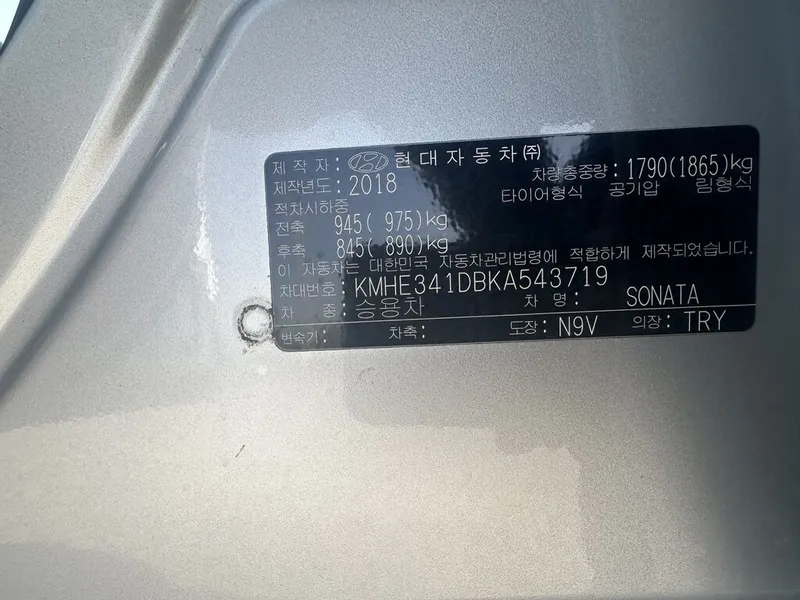 제 작 자 : 현대자동차㈜
제작년도 : 2018 차량총중량 : 1790(1865)kg
적차시하중 타이어형식 공기압 림형식
전축 945( 975)kg
후축 845( 890)kg
이 자동차는 대한민국 자동차관리법령에 적합하게 제작되었습니다.
차대번호 : KMHE341DBKA543719
차 종 : 승용차 차 명 : SONATA
변속기 : 차축 : 도장 : N9V 의장 : TRY